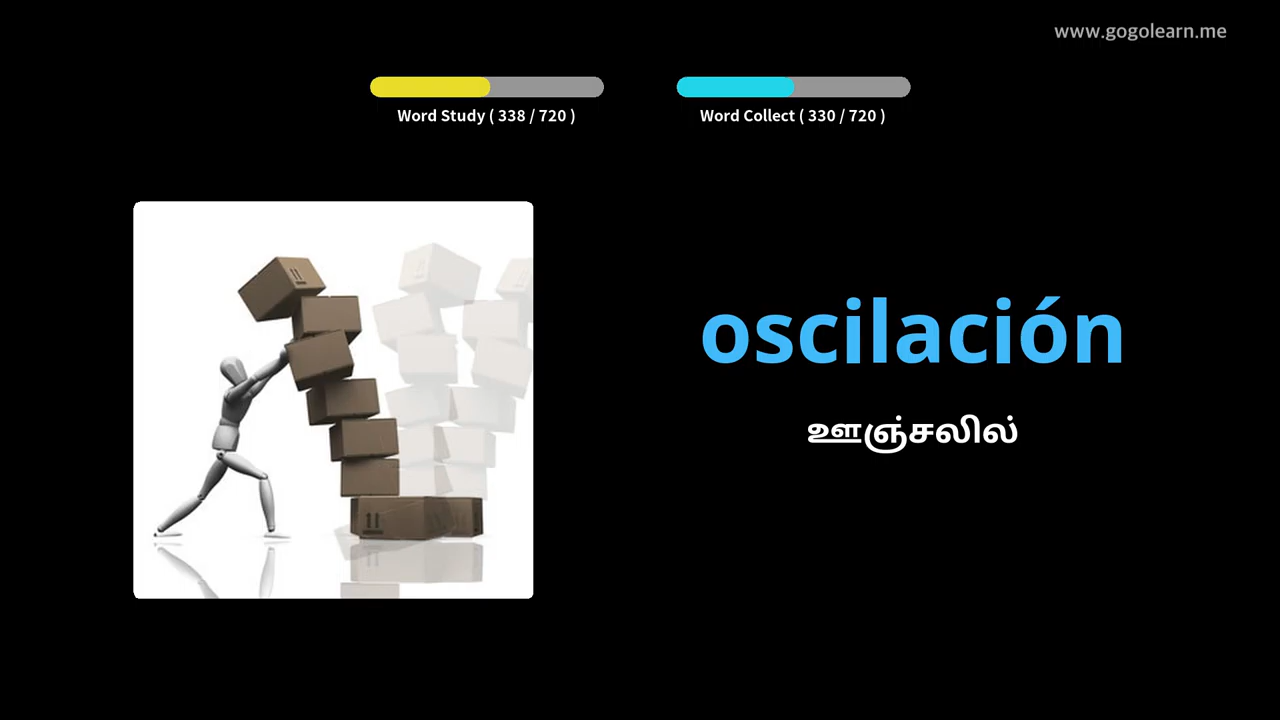 www.gogolearn.me
Word Study ( 338 / 720 )
Word Collect ( 330 / 720 )
oscilación
ஊஞ்சலில்